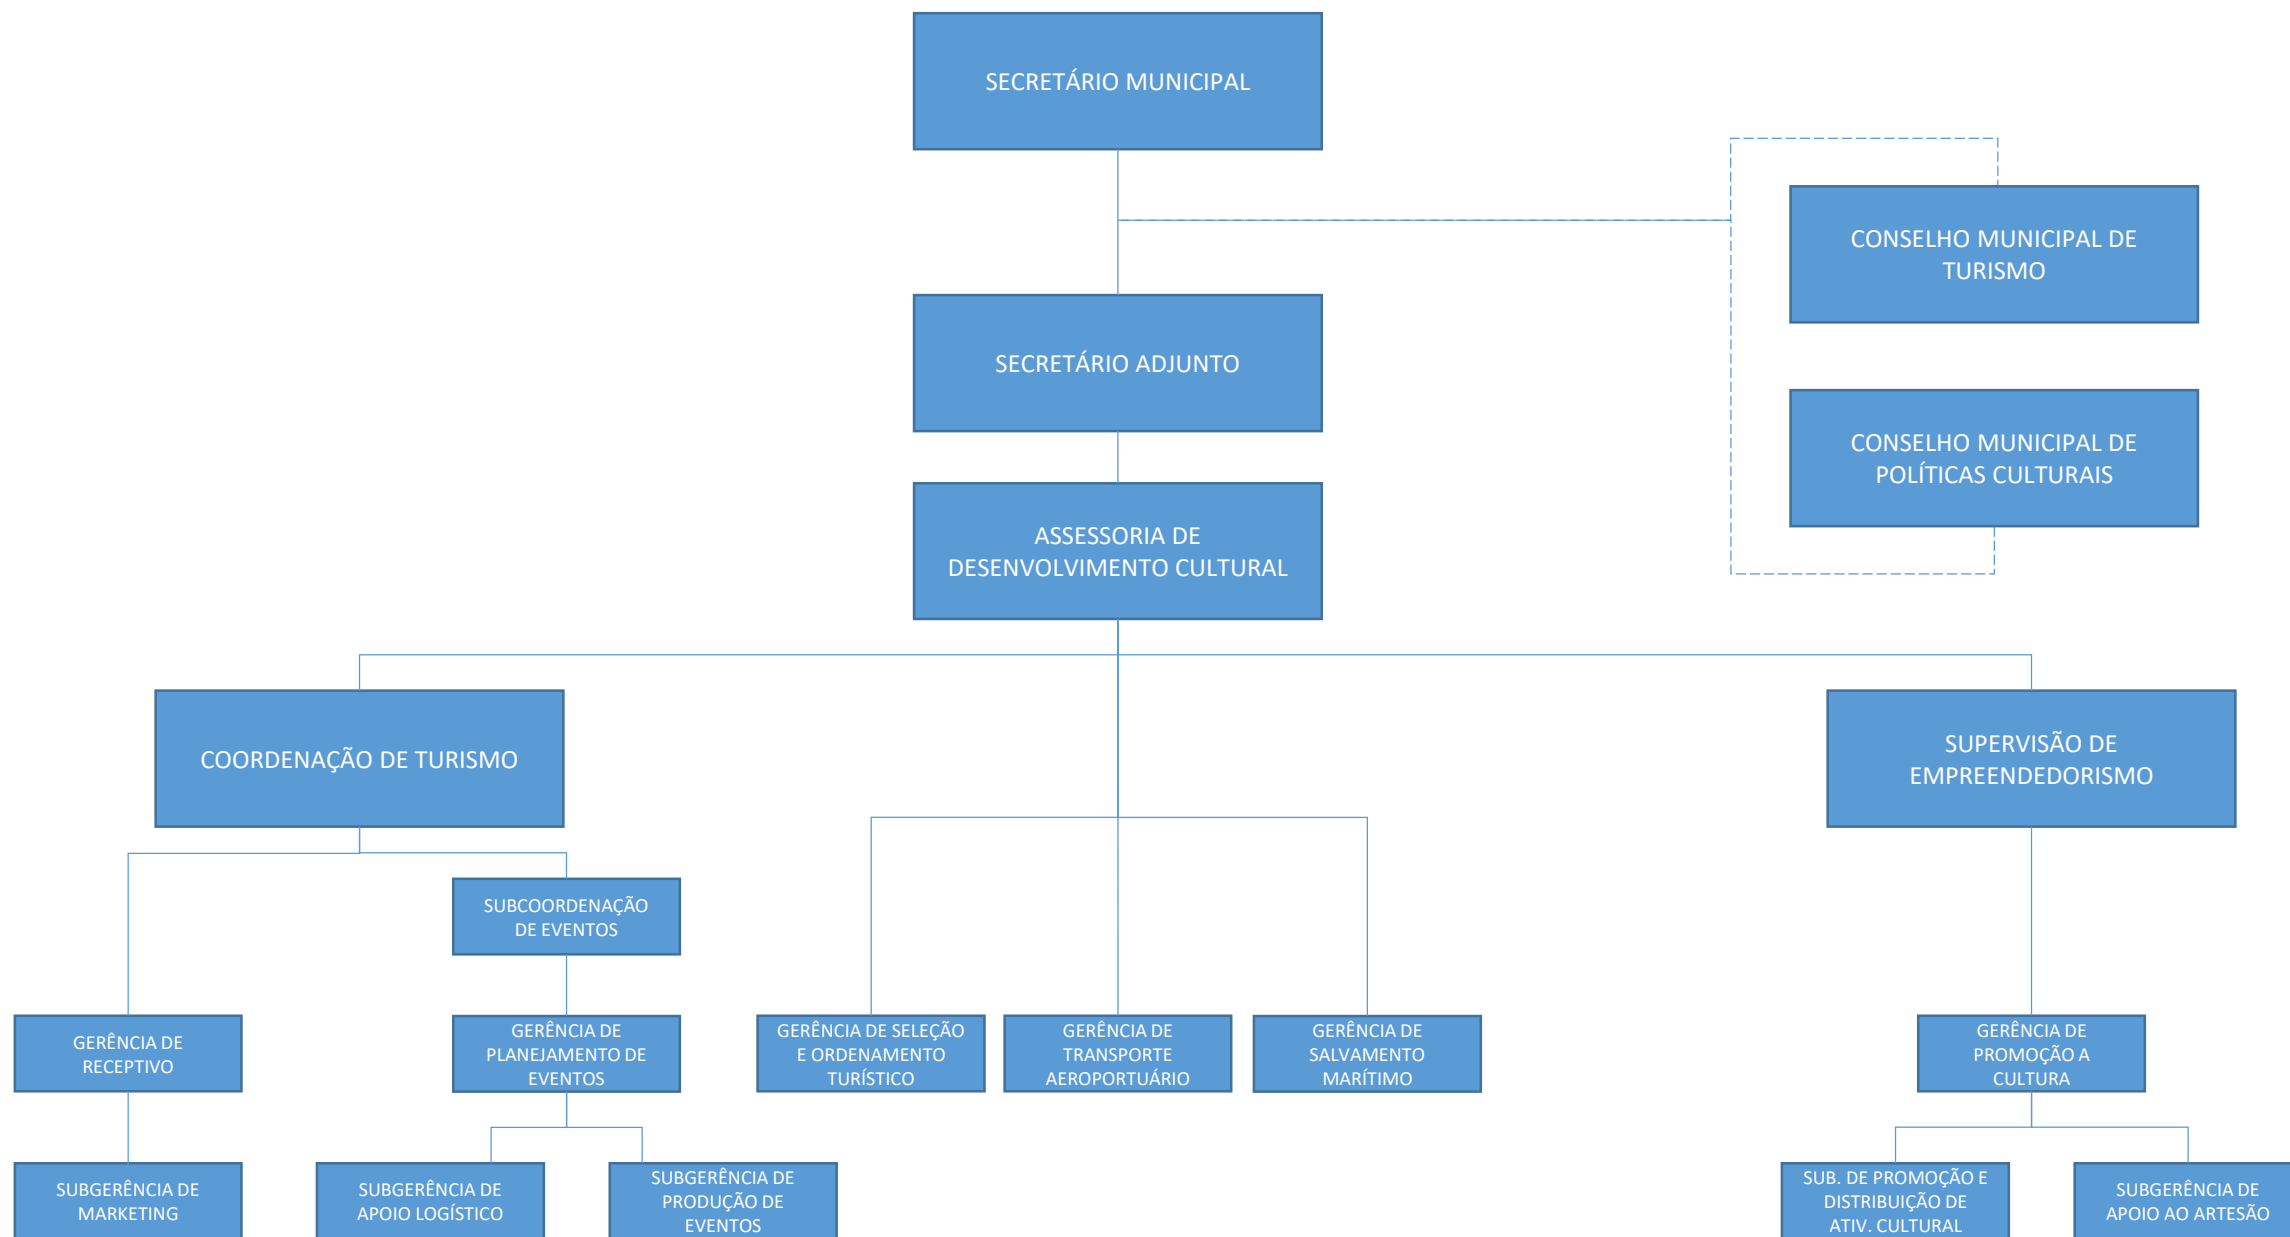 SECRETÁRIO MUNICIPAL
CONSELHO MUNICIPAL DE
TURISMO
SECRETÁRIO ADJUNTO
CONSELHO MUNICIPAL DE
POLÍTICAS CULTURAIS
ASSESSORIA DE
DESENVOLVIMENTO CULTURAL
COORDENAÇÃO DE TURISMO
SUPERVISÃO DE
EMPREENDEDORISMO
SUBCOORDENAÇÃO
DE EVENTOS
GERÊNCIA DE
RECEPTIVO
GERÊNCIA DE
PLANEJAMENTO DE
EVENTOS
GERÊNCIA DE SELEÇÃO
E ORDENAMENTO
TURÍSTICO
GERÊNCIA DE
TRANSPORTE
AEROPORTUÁRIO
GERÊNCIA DE
SALVAMENTO
MARÍTIMO
GERÊNCIA DE
PROMOÇÃO A
CULTURA
SUBGERÊNCIA DE
MARKETING
SUBGERÊNCIA DE
APOIO LOGÍSTICO
SUBGERÊNCIA DE
PRODUÇÃO DE
EVENTOS
SUB. DE PROMOÇÃO E
DISTRIBUIÇÃO DE
ATIV. CULTURAL
SUBGERÊNCIA DE
APOIO AO ARTESÃO